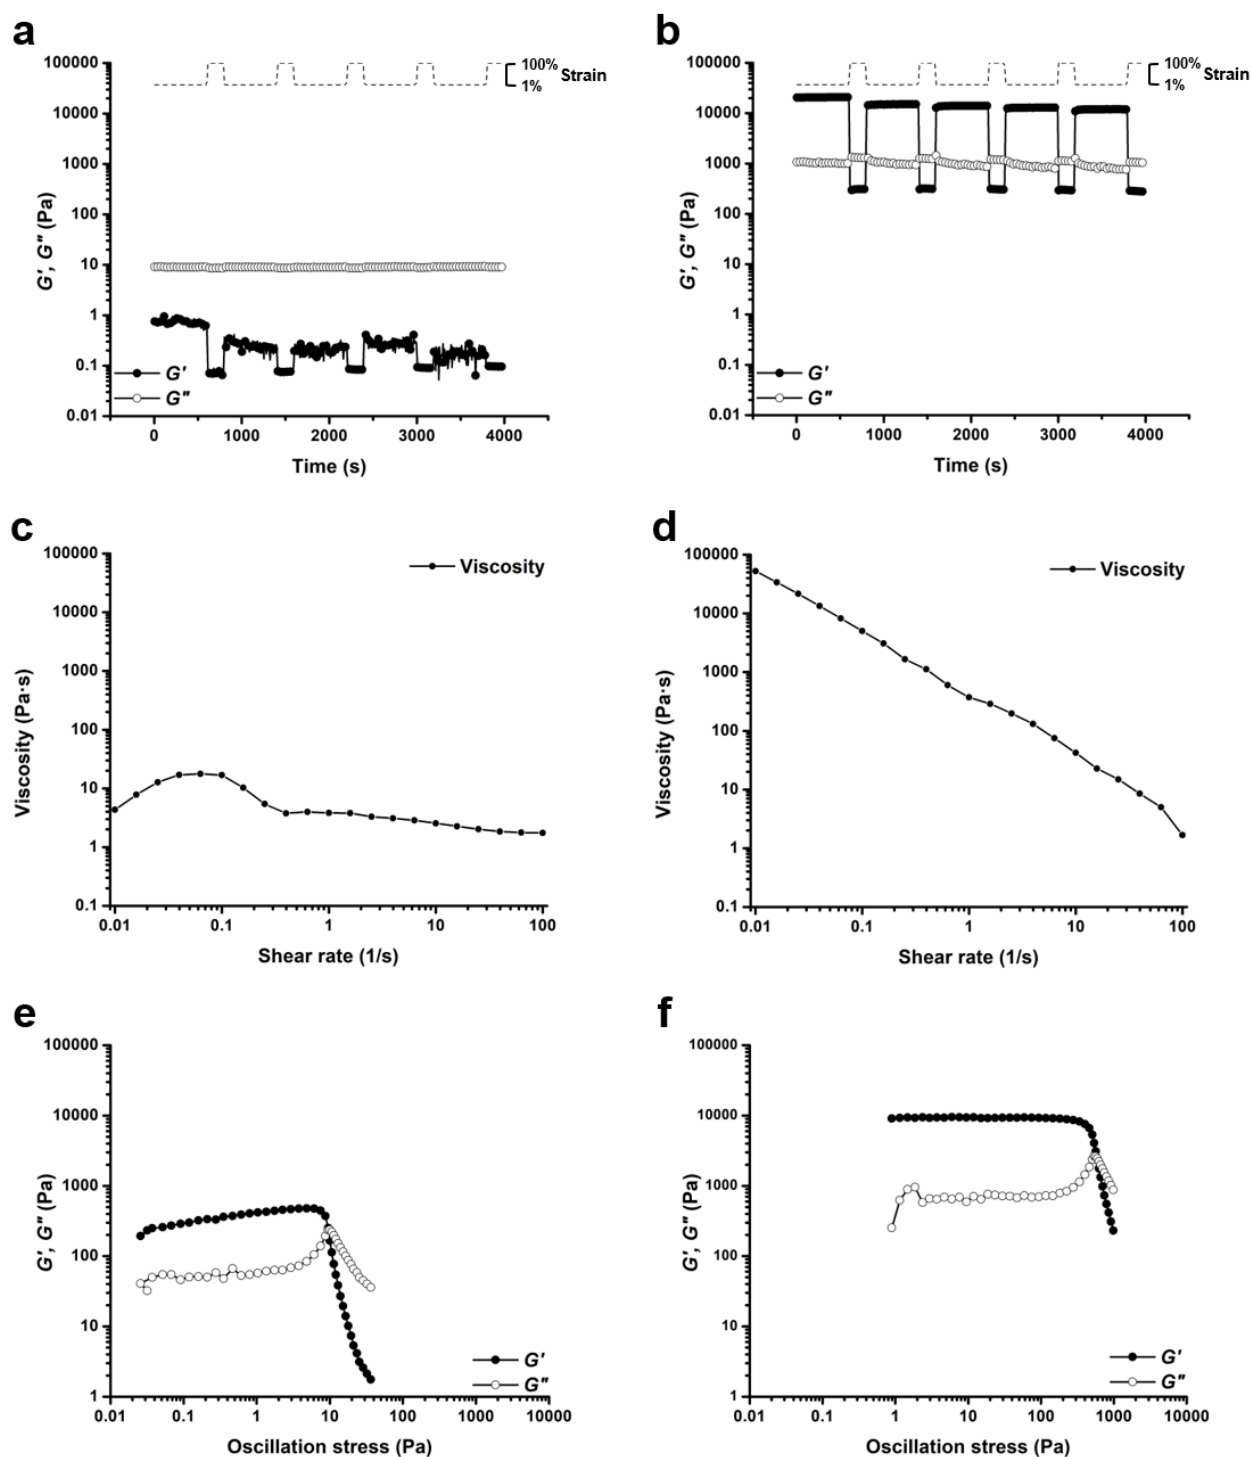 a
100000
10000
1000
100
10
1
0.1
0.01
G', G" (Pa)
100%
1%
Strain
G'
G"
0 1000 2000 3000 4000
Time (s)
b
100000
10000
1000
100
10
1
0.1
0.01
G', G" (Pa)
100%
1%
Strain
G'
G"
0 1000 2000 3000 4000
Time (s)
c
100000
10000
1000
100
10
1
0.1
Viscosity (Pa·s)
Viscosity
0.01 0.1 1 10 100
Shear rate (1/s)
d
100000
10000
1000
100
10
1
0.1
Viscosity (Pa·s)
Viscosity
0.01 0.1 1 10 100
Shear rate (1/s)
e
100000
10000
1000
100
10
1
G', G" (Pa)
G'
G"
0.01 0.1 1 10 100 1000 10000
Oscillation stress (Pa)
f
100000
10000
1000
100
10
1
G', G" (Pa)
G'
G"
0.01 0.1 1 10 100 1000 10000
Oscillation stress (Pa)